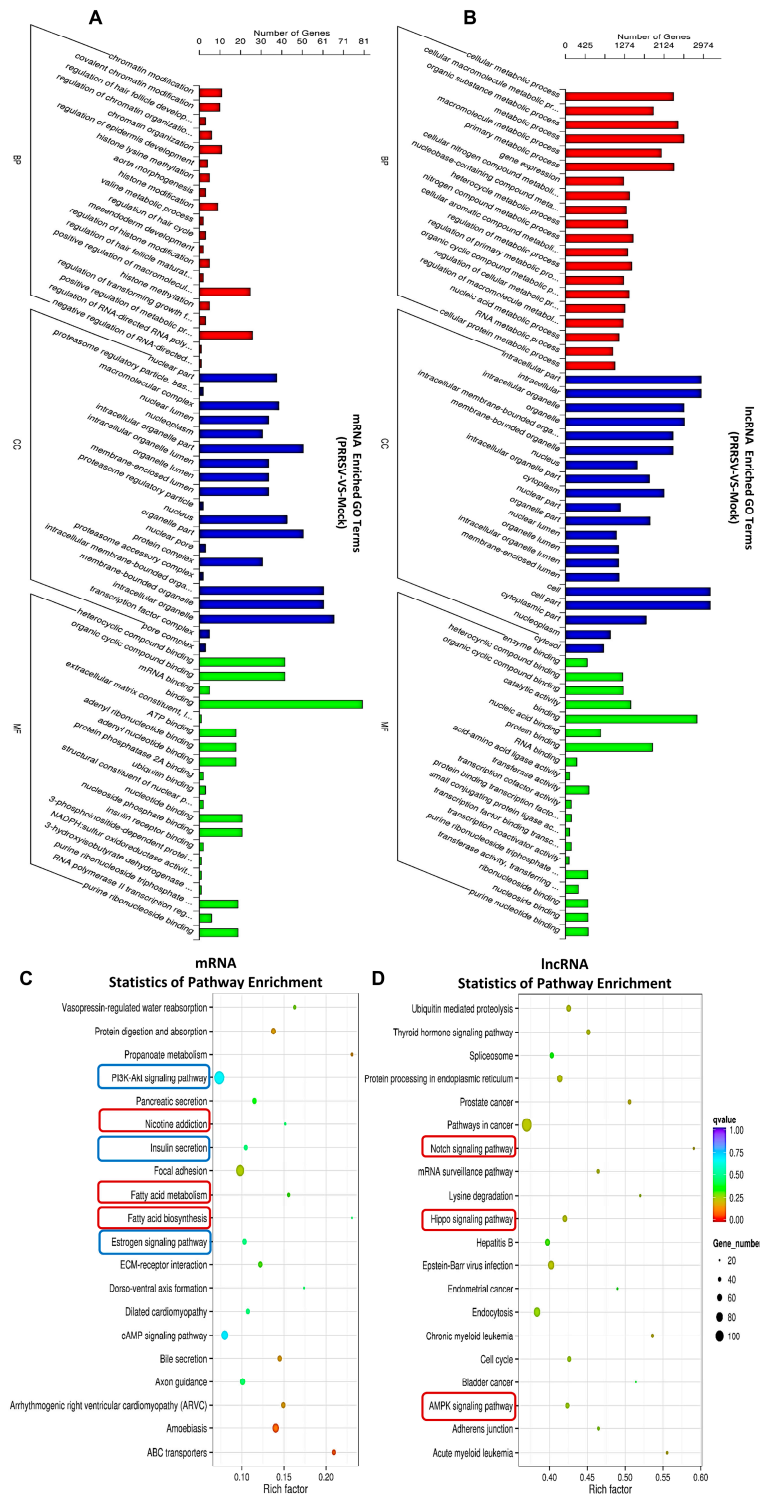 A
Number of Genes
0 10 20 30 41 51 61 71 81
BP
chromatin modification
covalent chromatin modification
regulation of hair follicle develop...
regulation of chromatin organizatio...
chromatin organization
regulation of epidermis development
histone lysine methylation
aorta morphogenesis
histone modification
valine metabolic process
regulation of hair cycle
mesendoderm development
regulation of histone modification
regulation of hair follicle maturat...
positive regulation of macromolecul...
histone methylation
regulation of transforming growth f...
positive regulation of metabolic pr...
regulation of RNA-directed RNA poly...
negative regulation of RNA-directed...
CC
nuclear part
proteasome regulatory particle, bas...
macromolecular complex
nuclear lumen
nucleoplasm
intracellular organelle part
intracellular organelle lumen
organelle lumen
membrane-enclosed lumen
proteasome regulatory particle
nucleus
organelle part
nuclear pore
protein complex
proteasome accessory complex
intracellular membrane-bounded orga...
membrane-bounded organelle
intracellular organelle
transcription factor complex
pore complex
MF
heterocyclic compound binding
organic cyclic compound binding
mRNA binding
binding
extracellular matrix constituent, l...
ATP binding
adenyl ribonucleotide binding
adenyl nucleotide binding
protein phosphatase 2A binding
ubiquitin binding
structural constituent of nuclear p...
nucleotide binding
nucleoside phosphate binding
insulin receptor binding
3-phosphoinositide-dependent protei...
NADPH:sulfur oxidoreductase activit...
3-hydroxyisobutyrate dehydrogenase ...
purine ribonucleoside triphosphate ...
RNA polymerase II transcription reg...
purine ribonucleoside binding
mRNA Enriched GO Terms
(PRRSV-VS-Mock)
B
Number of Genes
0 425 1274 2124 2974
BP
cellular metabolic process
cellular macromolecule metabolic pr...
organic substance metabolic process
metabolic process
macromolecule metabolic process
primary metabolic process
gene expression
cellular nitrogen compound metaboli...
nucleobase-containing compound meta...
heterocycle metabolic process
nitrogen compound metabolic process
cellular aromatic compound metaboli...
regulation of metabolic process
regulation of primary metabolic pro...
organic cyclic compound metabolic p...
regulation of cellular metabolic pr...
regulation of macromolecule metabol...
nucleic acid metabolic process
RNA metabolic process
cellular protein metabolic process
CC
intracellular part
intracellular
intracellular organelle
organelle
intracellular membrane-bounded orga...
membrane-bounded organelle
nucleus
intracellular organelle part
cytoplasm
nuclear part
organelle part
nuclear lumen
organelle lumen
intracellular organelle lumen
membrane-enclosed lumen
cell
cell part
cytoplasmic part
nucleoplasm
cytosol
MF
enzyme binding
heterocyclic compound binding
organic cyclic compound binding
catalytic activity
binding
nucleic acid binding
protein binding
RNA binding
acid-amino acid ligase activity
transferase activity
transcription cofactor activity
protein binding transcription facto...
small conjugating protein ligase ac...
transcription factor binding transc...
transcription coactivator activity
purine ribonucleoside triphosphate ...
transferase activity, transferring ...
ribonucleoside binding
nucleoside binding
purine nucleotide binding
lncRNA Enriched GO Terms
(PRRSV-VS-Mock)
C
mRNA
Statistics of Pathway Enrichment
Vasopressin-regulated water reabsorption
Protein digestion and absorption
Propanoate metabolism
PI3K-Akt signaling pathway
Pancreatic secretion
Nicotine addiction
Insulin secretion
Focal adhesion
Fatty acid metabolism
Fatty acid biosynthesis
Estrogen signaling pathway
ECM-receptor interaction
Dorso-ventral axis formation
Dilated cardiomyopathy
cAMP signaling pathway
Bile secretion
Axon guidance
Arrhythmogenic right ventricular cardiomyopathy (ARVC)
Amoebiasis
ABC transporters
0.10 0.15 0.20
Rich factor
D
lncRNA
Statistics of Pathway Enrichment
Ubiquitin mediated proteolysis
Thyroid hormone signaling pathway
Spliceosome
Protein processing in endoplasmic reticulum
Prostate cancer
Pathways in cancer
Notch signaling pathway
mRNA surveillance pathway
Lysine degradation
Hippo signaling pathway
Hepatitis B
Epstein-Barr virus infection
Endometrial cancer
Endocytosis
Chronic myeloid leukemia
Cell cycle
Bladder cancer
AMPK signaling pathway
Adherens junction
Acute myeloid leukemia
0.40 0.45 0.50 0.55 0.60
Rich factor
qvalue
1.00
0.75
0.50
0.25
0.00
Gene_number
20
40
60
80
100